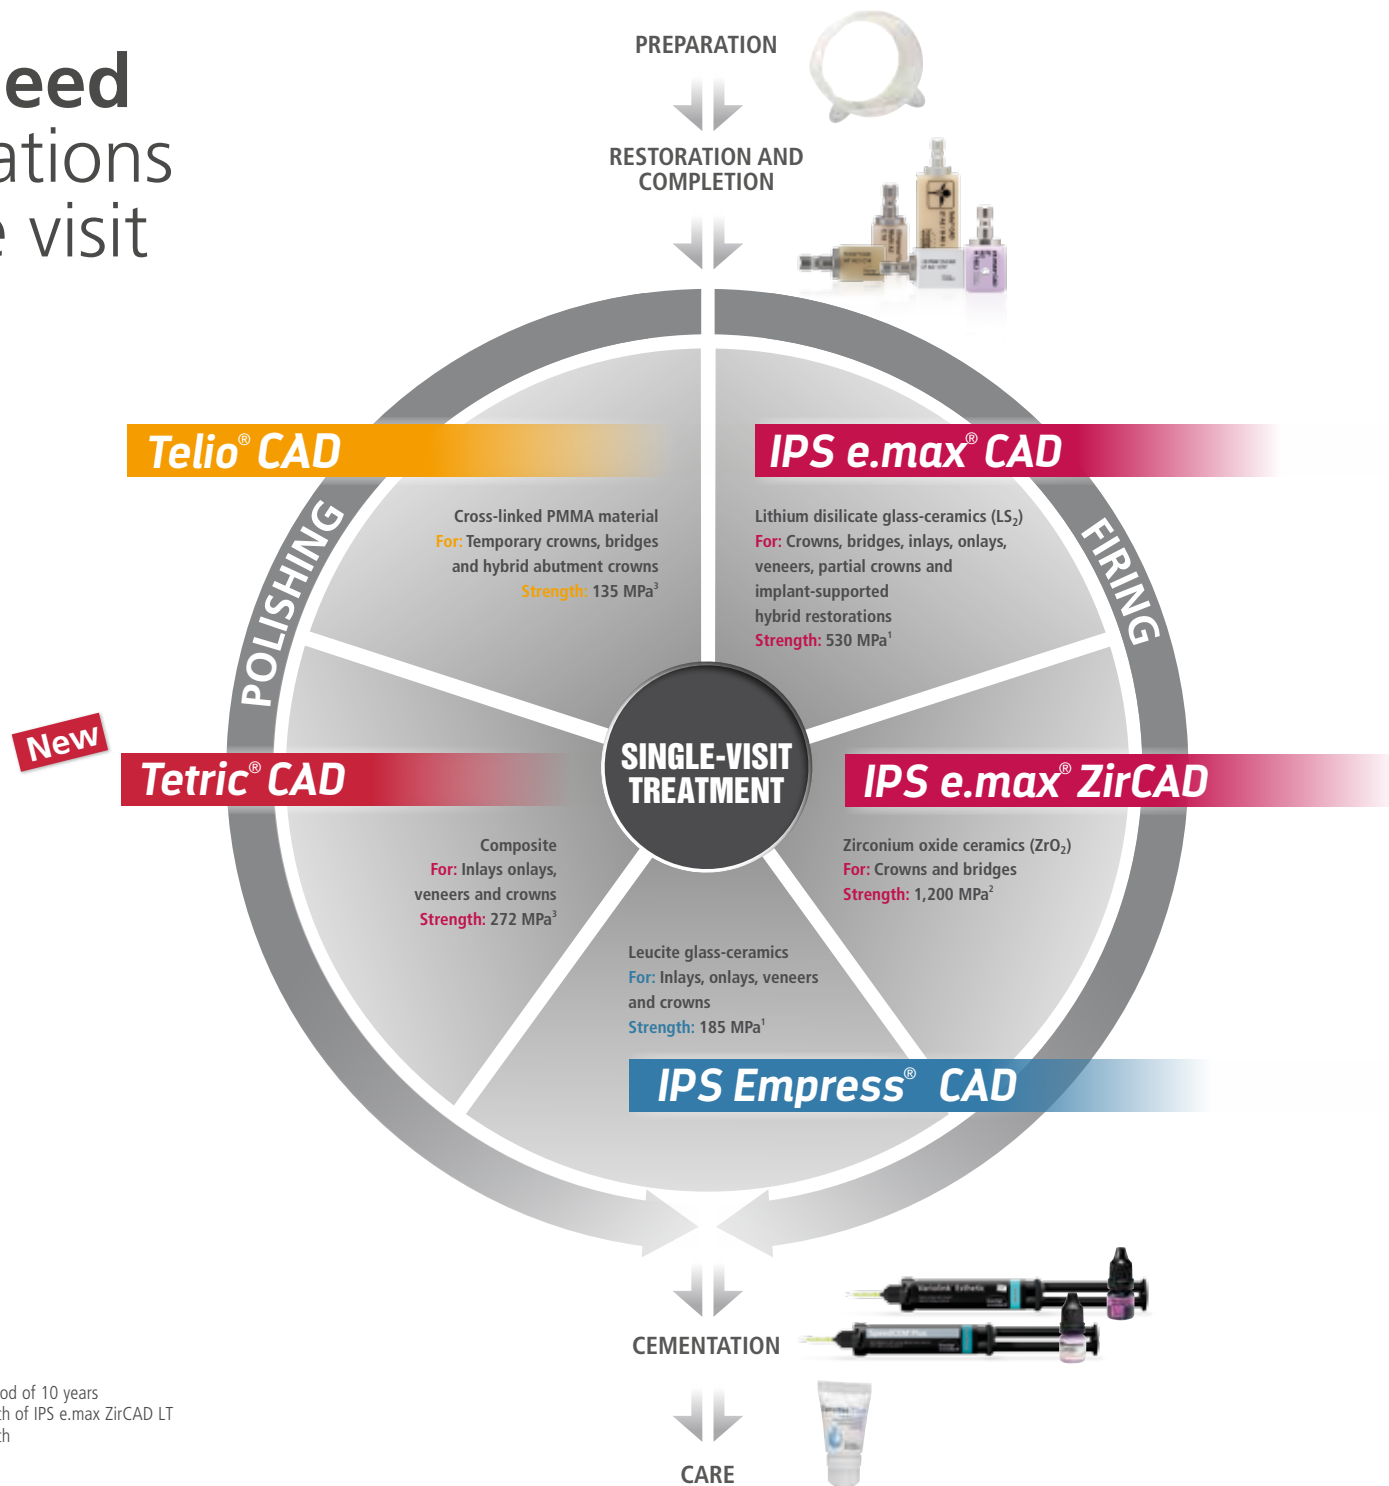 eed
ations
e visit
PREPARATION
RESTORATION AND
COMPLETION
Telio® CAD
Cross-linked PMMA material
For: Temporary crowns, bridges
and hybrid abutment crowns
Strength: 135 MPa³
IPS e.max® CAD
Lithium disilicate glass-ceramics (LS₂)
For: Crowns, bridges, inlays, onlays,
veneers, partial crowns and
implant-supported
hybrid restorations
Strength: 530 MPa¹
POLISHING
FIRING
New
Tetric® CAD
Composite
For: Inlays onlays,
veneers and crowns
Strength: 272 MPa³
SINGLE-VISIT
TREATMENT
IPS e.max® ZirCAD
Zirconium oxide ceramics (ZrO₂)
For: Crowns and bridges
Strength: 1,200 MPa²
Leucite glass-ceramics
For: Inlays, onlays, veneers
and crowns
Strength: 185 MPa¹
IPS Empress® CAD
Variolink Esthetic
SpeedCEM Plus
CEMENTATION
CARE
od of 10 years
th of IPS e.max ZirCAD LT
th